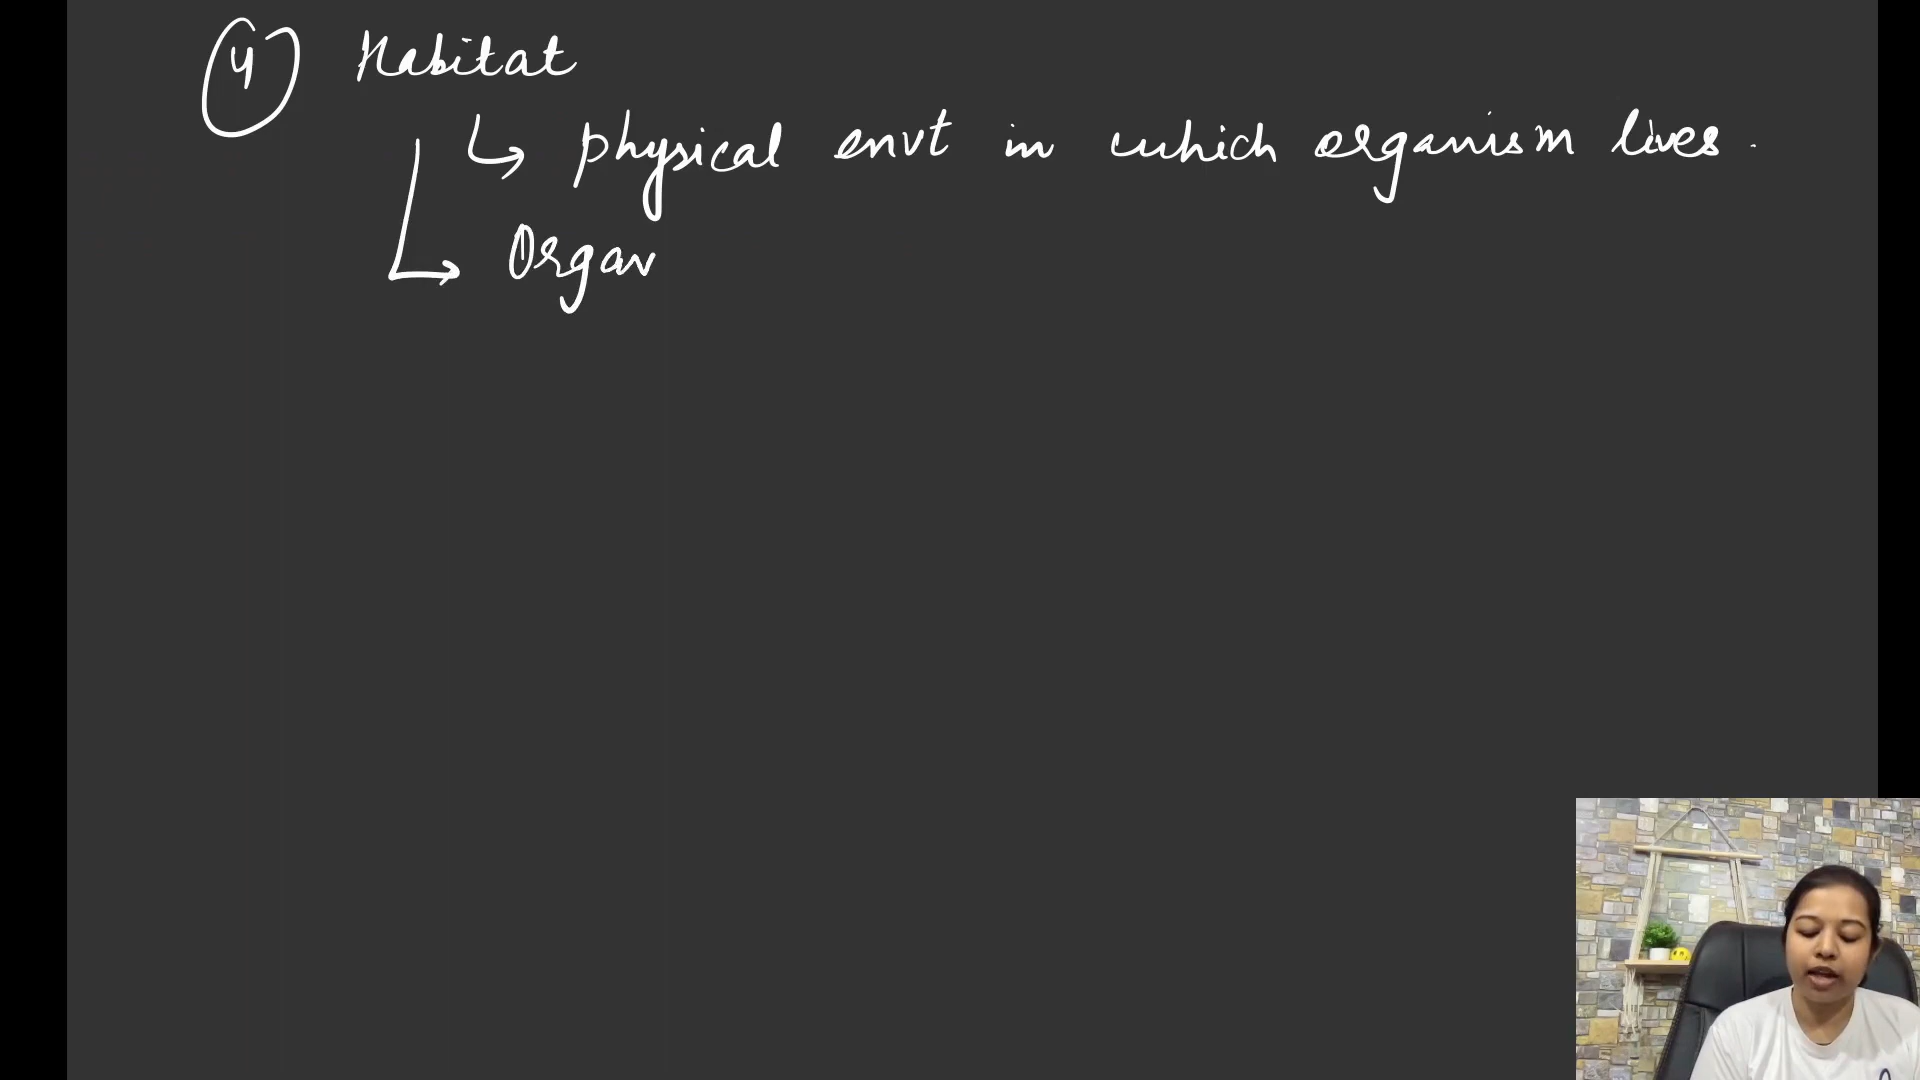 4 Habitat
↳ physical envt in which organism lives.
↳ Organ